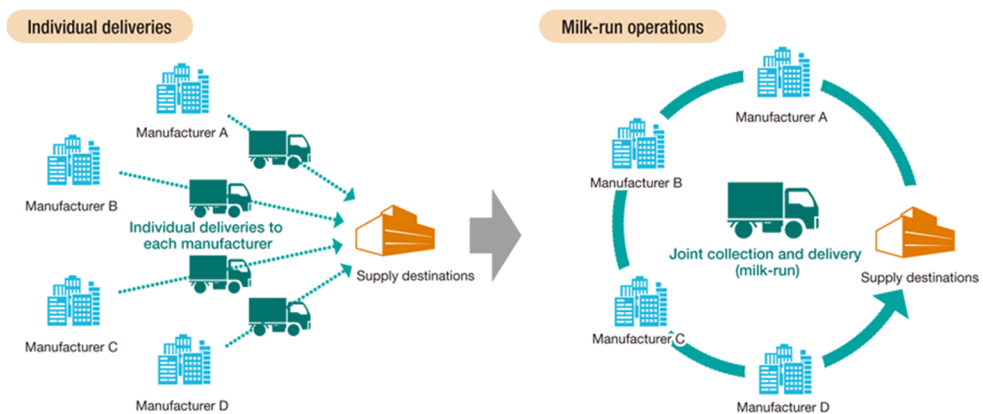 Individual deliveries
Manufacturer A
Manufacturer B
Individual deliveries to
each manufacturer
Supply destinations
Manufacturer C
Manufacturer D
Milk-run operations
Manufacturer A
Manufacturer B
Joint collection and delivery
(milk-run)
Supply destinations
Manufacturer C
Manufacturer D